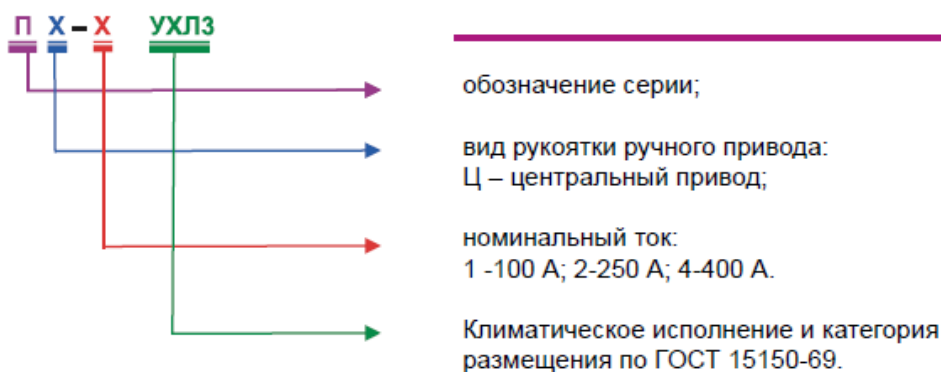 П Х – Х УХЛ3
обозначение серии;
вид рукоятки ручного привода:
Ц – центральный привод;
номинальный ток:
1 -100 А; 2-250 А; 4-400 А.
Климатическое исполнение и категория
размещения по ГОСТ 15150-69.